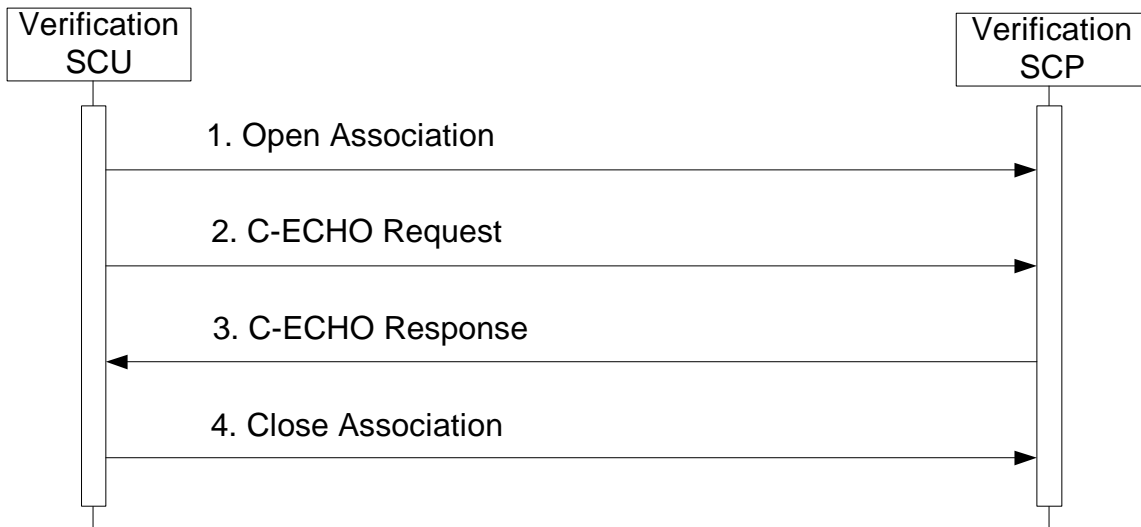 Verification
SCU
Verification
SCP
1. Open Association
2. C-ECHO Request
3. C-ECHO Response
4. Close Association